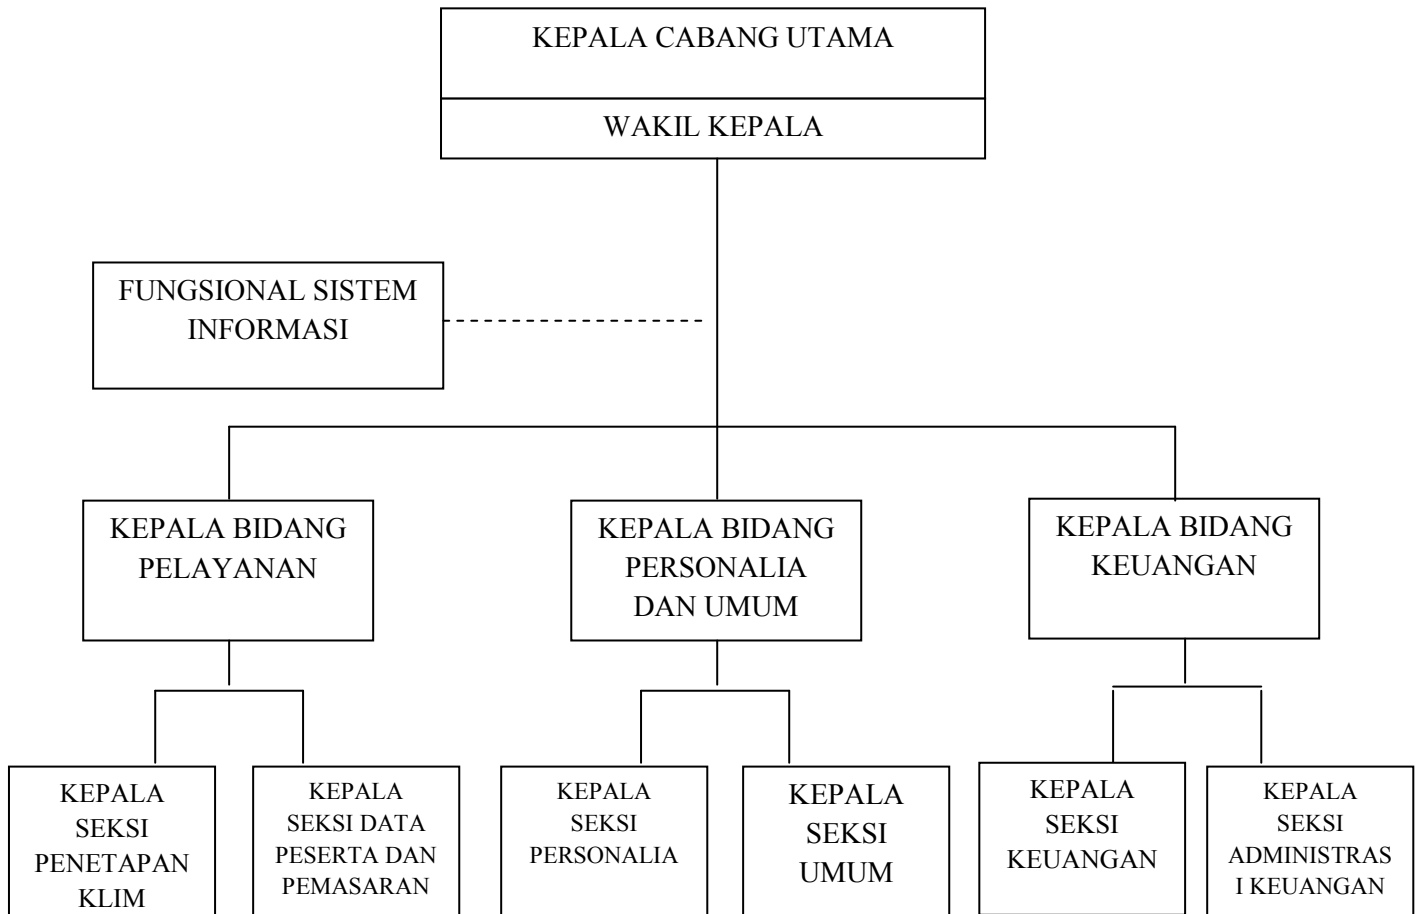 KEPALA CABANG UTAMA
WAKIL KEPALA
FUNGSIONAL SISTEM
INFORMASI
KEPALA BIDANG
PELAYANAN
KEPALA BIDANG
PERSONALIA
DAN UMUM
KEPALA BIDANG
KEUANGAN
KEPALA
SEKSI
PENETAPAN
KLIM
KEPALA
SEKSI DATA
PESERTA DAN
PEMASARAN
KEPALA
SEKSI
PERSONALIA
KEPALA
SEKSI
UMUM
KEPALA
SEKSI
KEUANGAN
KEPALA
SEKSI
ADMINISTRAS
I KEUANGAN